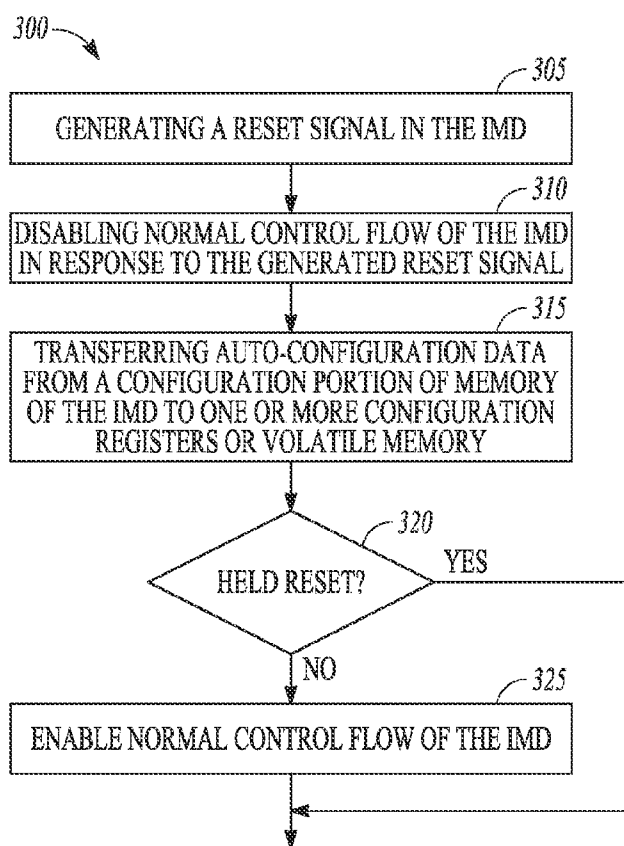 300
305
GENERATING A RESET SIGNAL IN THE IMD
310
DISABLING NORMAL CONTROL FLOW OF THE IMD
IN RESPONSE TO THE GENERATED RESET SIGNAL
315
TRANSFERRING AUTO-CONFIGURATION DATA
FROM A CONFIGURATION PORTION OF MEMORY
OF THE IMD TO ONE OR MORE CONFIGURATION
REGISTERS OR VOLATILE MEMORY
320
HELD RESET?
YES
NO
325
ENABLE NORMAL CONTROL FLOW OF THE IMD